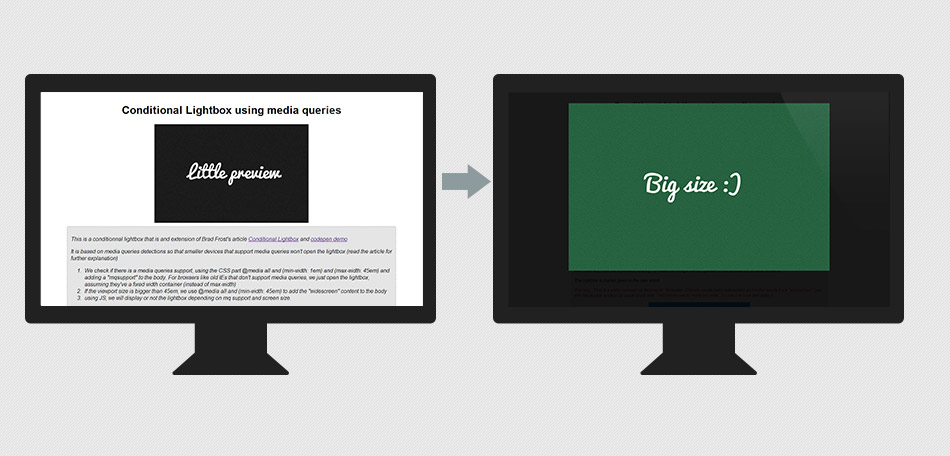 Conditional Lightbox using media queries
Little preview
This is a conditionnal lightbox that is and extension of Brad Frost's article Conditional Lightbox and codepen demo
It is based on media queries detections so that smaller devices that support media queries won't open the lightbox (read the article for
further explanation)
1. We check if there is a media queries support, using the CSS part @media all and (min-width: 1em) and (max-width: 45em) and
adding a "mqsupport" to the body. For browsers like old IEs that don't support media queries, we just open the lightbox,
assuming they've a fixed width container (instead of max-width)
2. If the viewport size is bigger than 45em, we use @media all and (min-width: 45em) to add the "widescreen" content to the body
3. using JS, we will display or not the lightbox depending on mq support and screen size.
Big size :)